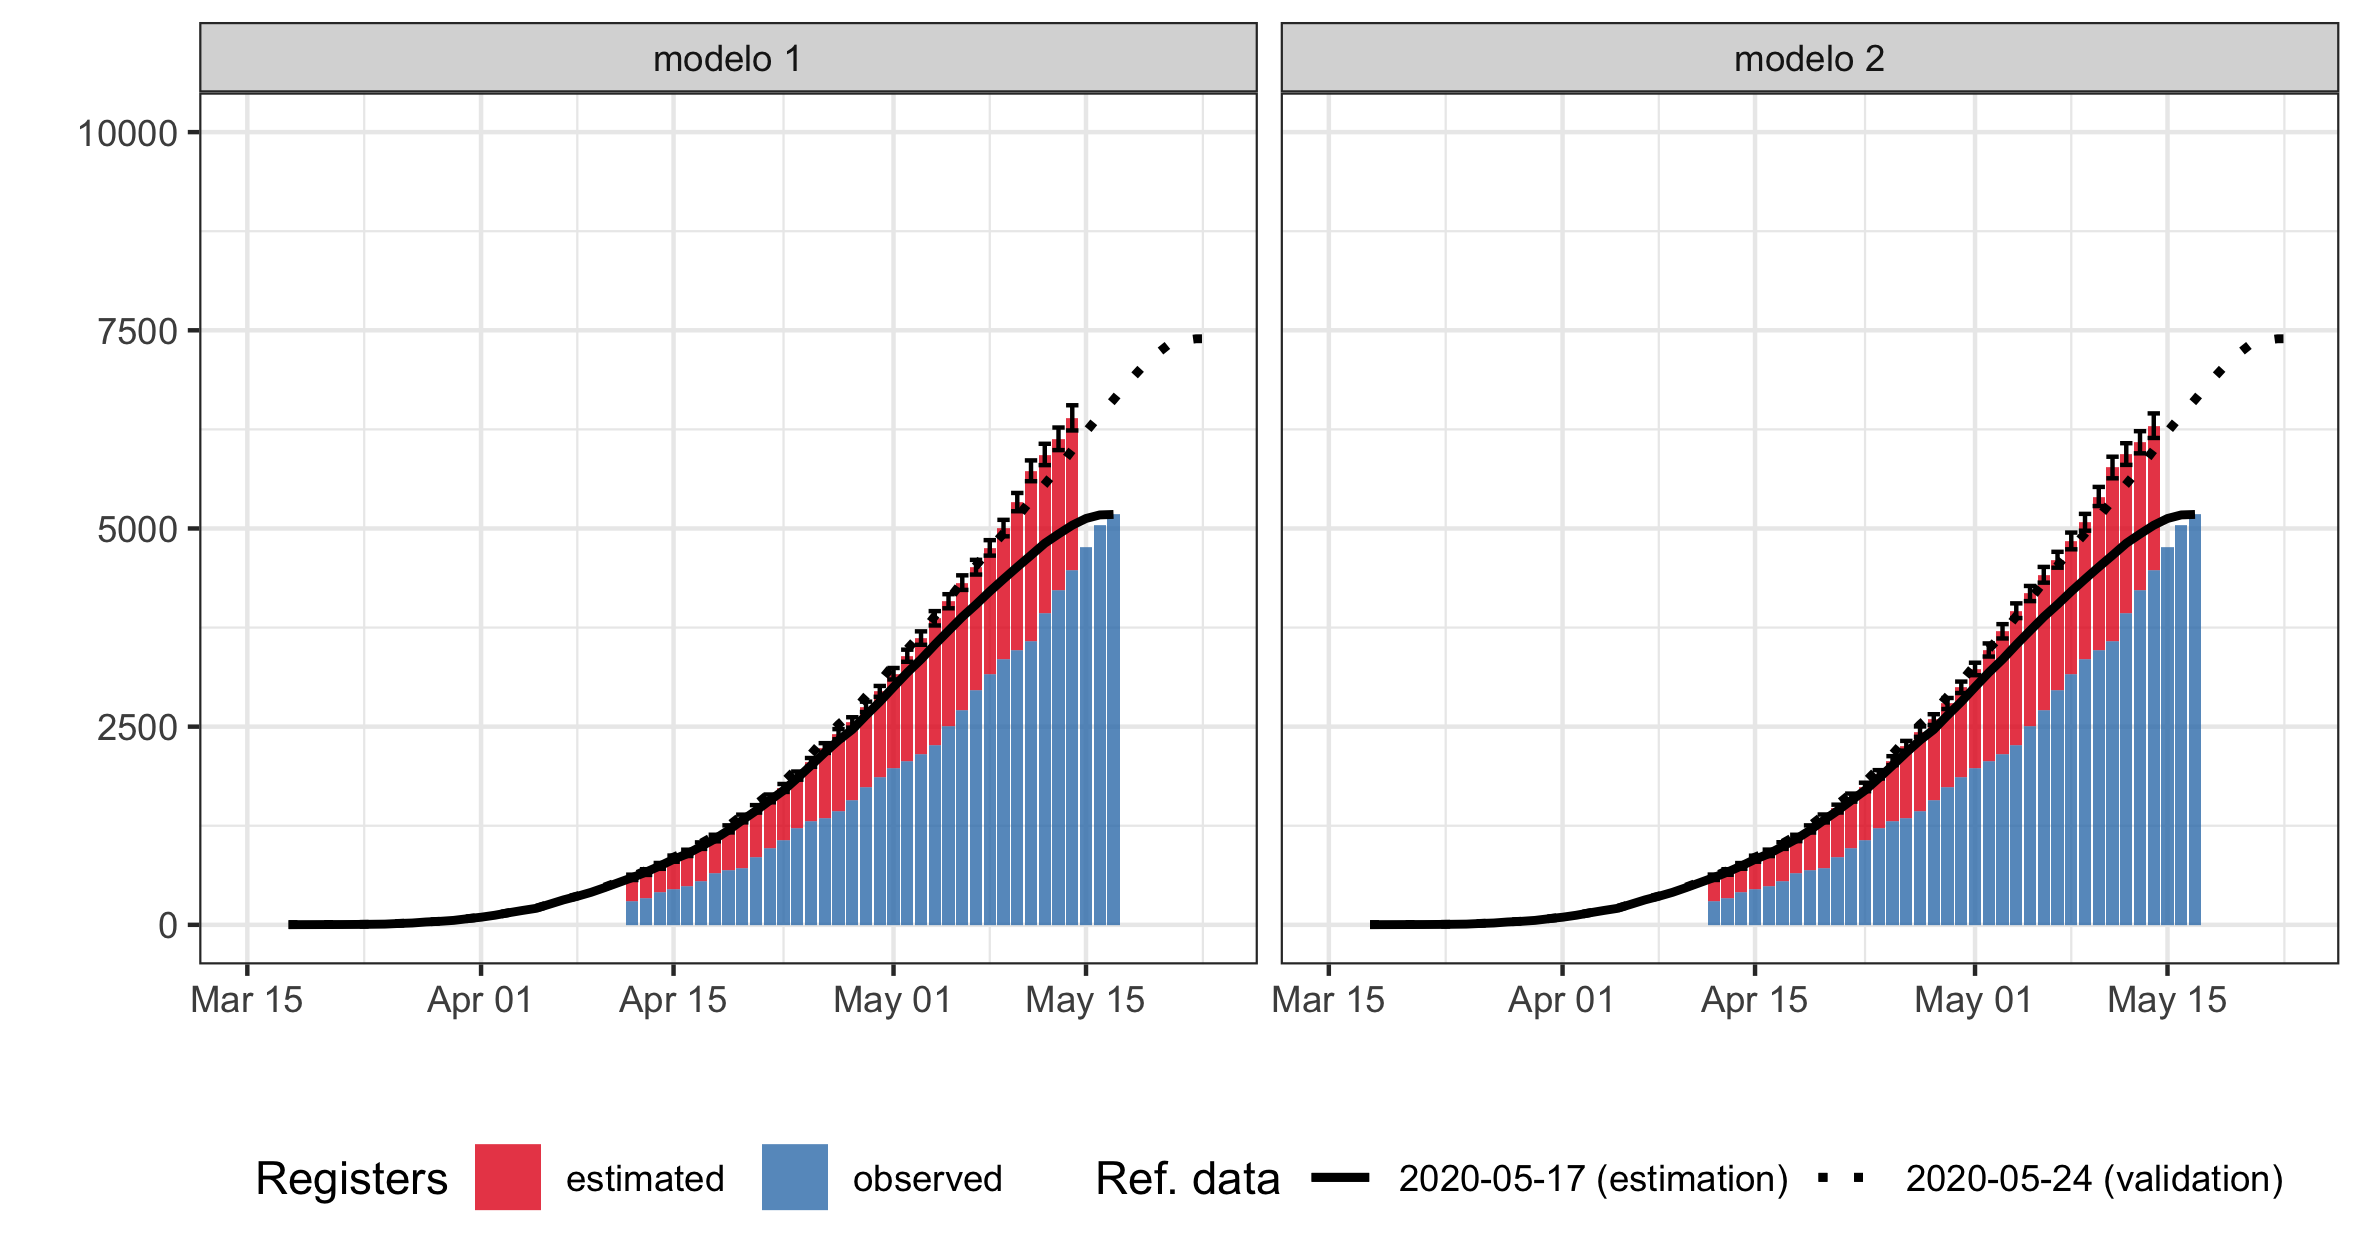 modelo 1
modelo 2
10000
7500
5000
2500
0
Mar 15 Apr 01 Apr 15 May 01 May 15
Mar 15 Apr 01 Apr 15 May 01 May 15
Registers estimated observed Ref. data 2020-05-17 (estimation) 2020-05-24 (validation)